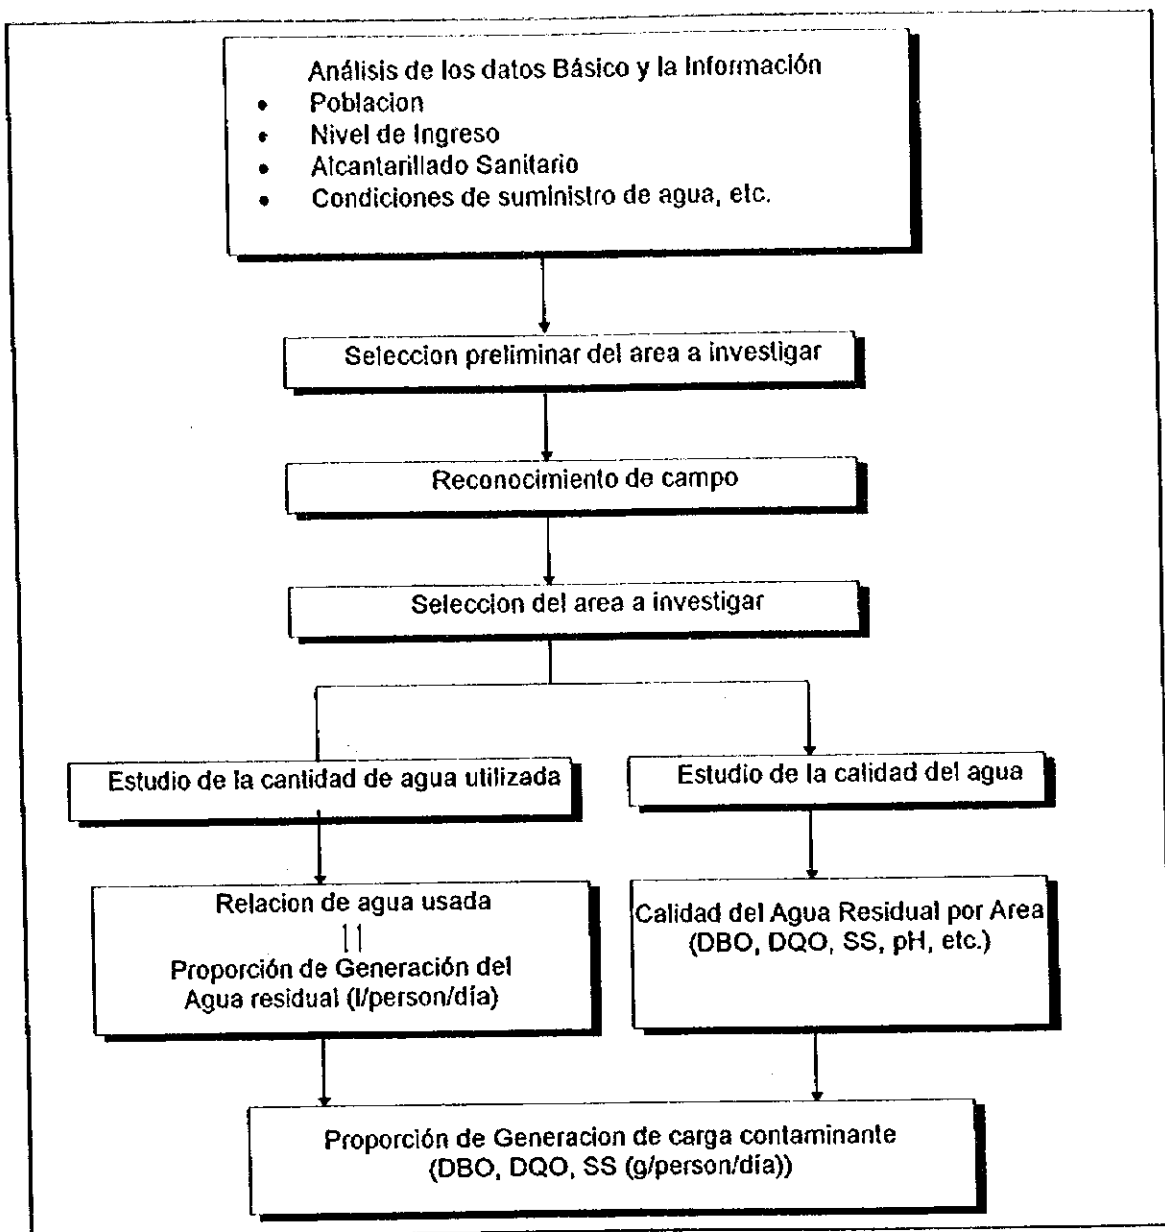 Análisis de los datos Básico y la Información
• Poblacion
• Nivel de Ingreso
• Alcantarillado Sanitario
• Condiciones de suministro de agua, etc.
Seleccion preliminar del area a investigar
Reconocimiento de campo
Seleccion del area a investigar
Estudio de la cantidad de agua utilizada
Estudio de la calidad del agua
Relacion de agua usada
||
Proporción de Generación del
Agua residual (l/person/día)
Calidad del Agua Residual por Area
(DBO, DQO, SS, pH, etc.)
Proporción de Generacion de carga contaminante
(DBO, DQO, SS (g/person/día))